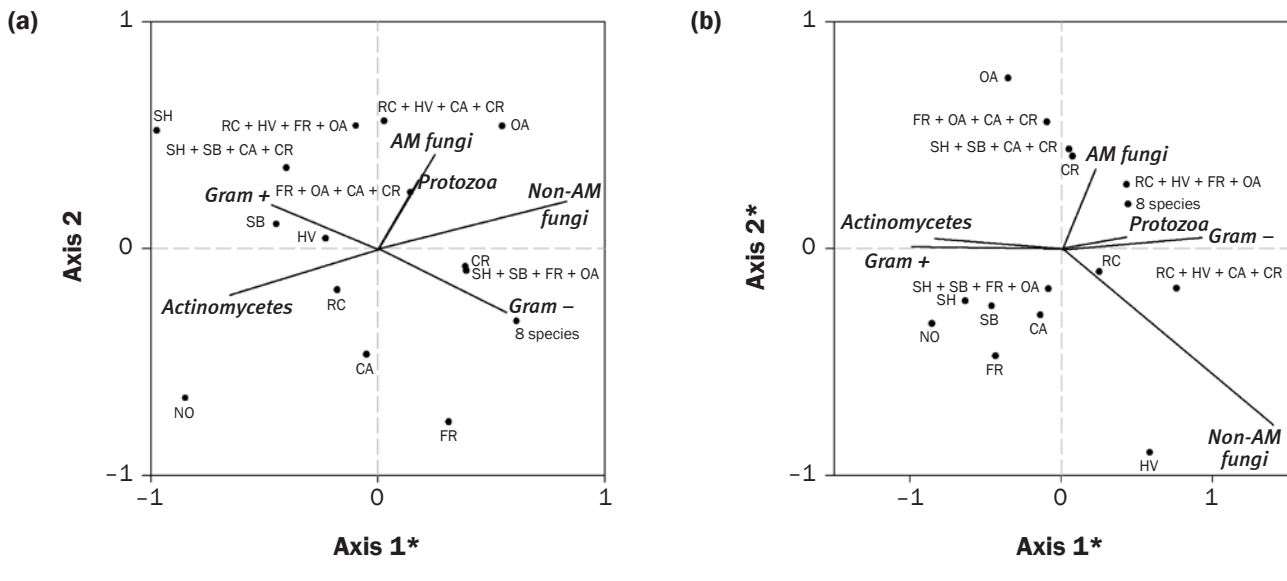 (a)
1
SH
RC + HV + FR + OA
RC + HV + CA + CR
OA
SH + SB + CA + CR
AM fungi
Gram +
FR + OA + CA + CR
Protozoa
Non-AM
fungi
SB
HV
Axis 2
0
CR
SH + SB + FR + OA
Actinomycetes
RC
Gram –
8 species
CA
NO
FR
–1
–1
0
1
Axis 1*
(b)
1
OA
FR + OA + CA + CR
SH + SB + CA + CR
CR
AM fungi
RC + HV + FR + OA
8 species
Actinomycetes
Protozoa
Gram –
Axis 2*
0
Gram +
RC
RC + HV + CA + CR
SH + SB + FR + OA
SH
SB
CA
NO
FR
Non-AM
fungi
HV
–1
–1
0
1
Axis 1*